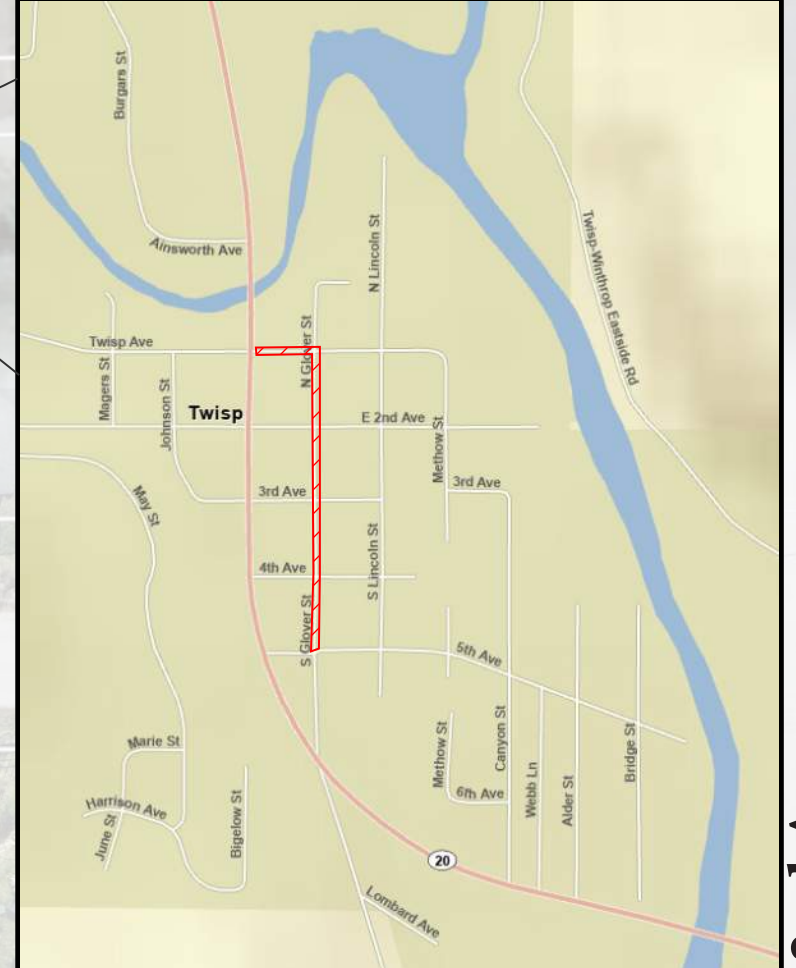 Burgars St
Ainsworth Ave
N Lincoln St
Twisp-Winthrop Eastside Rd
Twisp Ave
N Glover St
Magers St
Johnson St
Twisp
E 2nd Ave
Methow St
3rd Ave
3rd Ave
May St
4th Ave
S Lincoln St
S Glover St
5th Ave
Marie St
Methow St
Canyon St
Webb Ln
Alder St
Bridge St
6th Ave
Harrison Ave
June St
Bigelow St
20
Lombard Ave